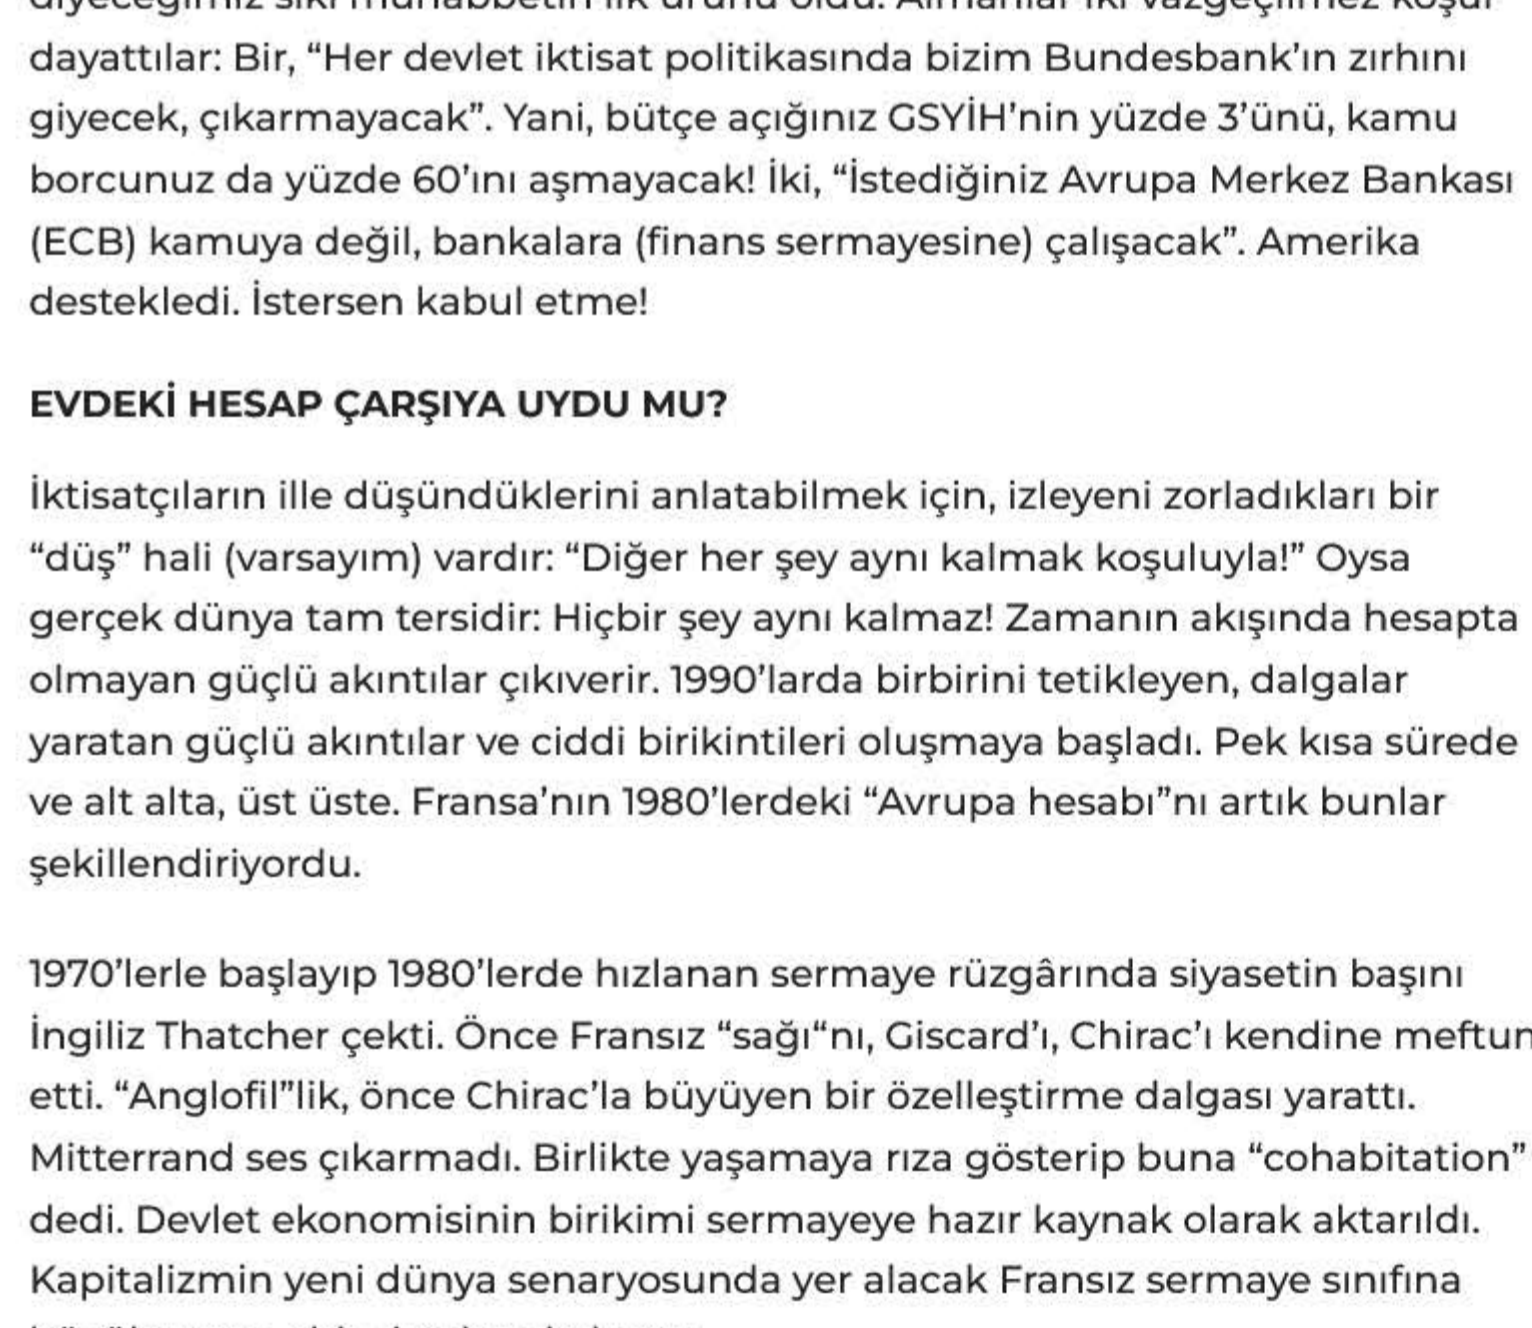 dayattılar: Bir, “Her devlet iktisat politikasında bizim Bundesbank’ın zırhını
giyecek, çıkarmayacak”. Yani, bütçe açığınız GSYİH’nin yüzde 3’ünü, kamu
borcunuz da yüzde 60’ını aşmayacak! İki, “İstediğiniz Avrupa Merkez Bankası
(ECB) kamuya değil, bankalara (finans sermayesine) çalışacak”. Amerika
destekledi. İstersen kabul etme!
EVDEKİ HESAP ÇARŞIYA UYDU MU?
İktisatçıların ille düşündüklerini anlatabilmek için, izleyeni zorladıkları bir
“düş” hali (varsayım) vardır: “Diğer her şey aynı kalmak koşuluyla!” Oysa
gerçek dünya tam tersidir: Hiçbir şey aynı kalmaz! Zamanın akışında hesapta
olmayan güçlü akıntılar çıkıverir. 1990’larda birbirini tetikleyen, dalgalar
yaratan güçlü akıntılar ve ciddi birikintileri oluşmaya başladı. Pek kısa sürede
ve alt alta, üst üste. Fransa’nın 1980’lerdeki “Avrupa hesabı”nı artık bunlar
şekillendiriyordu.
1970’lerle başlayıp 1980’lerde hızlanan sermaye rüzgârında siyasetin başını
İngiliz Thatcher çekti. Önce Fransız “sağı“nı, Giscard’ı, Chirac’ı kendine meftun
etti. “Anglofil”lik, önce Chirac’la büyüyen bir özelleştirme dalgası yarattı.
Mitterrand ses çıkarmadı. Birlikte yaşamaya rıza gösterip buna “cohabitation”
dedi. Devlet ekonomisinin birikimi sermayeye hazır kaynak olarak aktarıldı.
Kapitalizmin yeni dünya senaryosunda yer alacak Fransız sermaye sınıfına